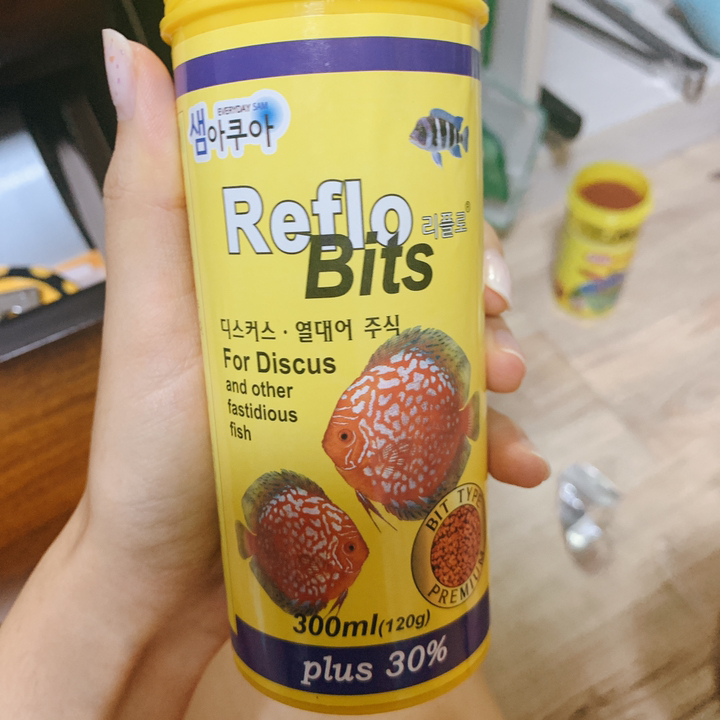 EVERYDAY SAM
샘아쿠아
Reflo 리플로®
Bits
디스커스 · 열대어 주식
For Discus
and other
fastidious
fish
BIT TYPE
PREMIUM
300ml(120g)
plus 30%